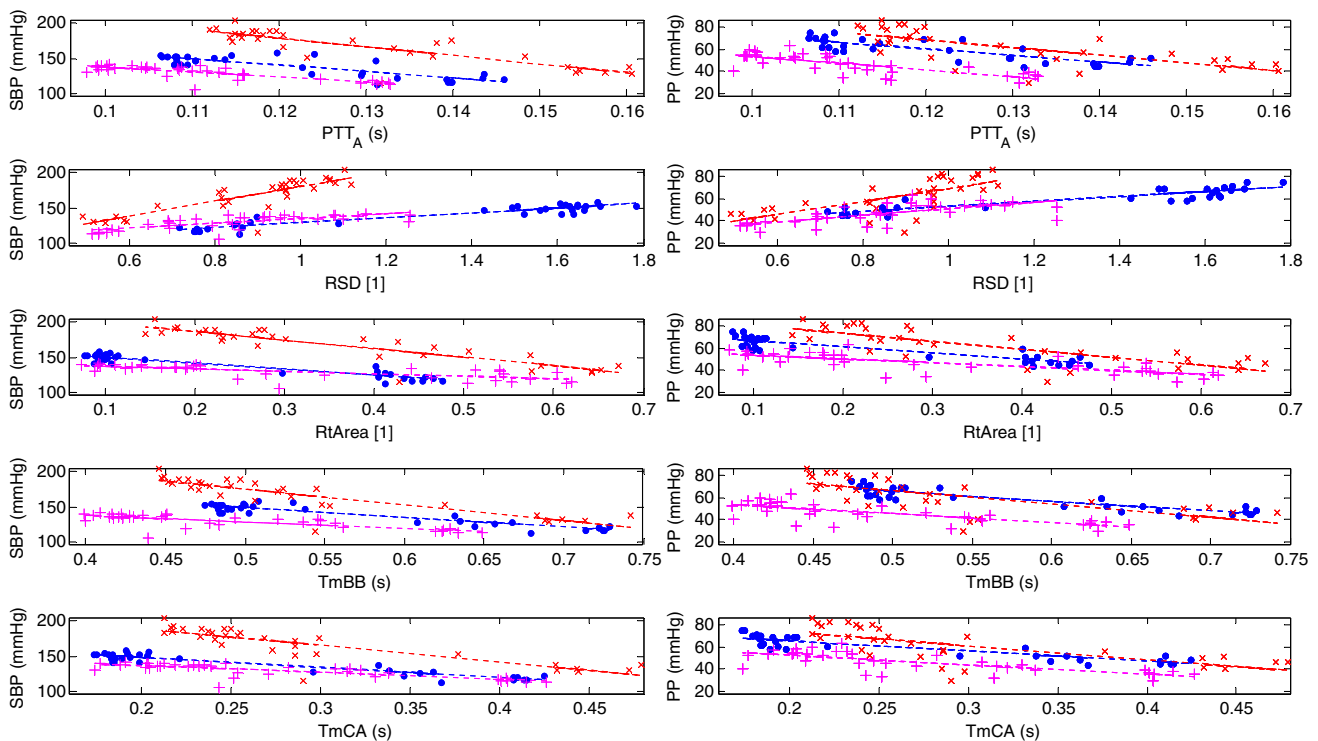 SBP (mmHg)
200
150
100
0.1 0.11 0.12 0.13 0.14 0.15 0.16
PTT_A (s)
PP (mmHg)
80
60
40
20
0.1 0.11 0.12 0.13 0.14 0.15 0.16
PTT_A (s)
SBP (mmHg)
200
150
100
0.6 0.8 1 1.2 1.4 1.6 1.8
RSD [1]
PP (mmHg)
80
60
40
20
0.6 0.8 1 1.2 1.4 1.6 1.8
RSD [1]
SBP (mmHg)
200
150
100
0.1 0.2 0.3 0.4 0.5 0.6 0.7
RtArea [1]
PP (mmHg)
80
60
40
20
0.1 0.2 0.3 0.4 0.5 0.6 0.7
RtArea [1]
SBP (mmHg)
200
150
100
0.4 0.45 0.5 0.55 0.6 0.65 0.7 0.75
TmBB (s)
PP (mmHg)
80
60
40
20
0.4 0.45 0.5 0.55 0.6 0.65 0.7 0.75
TmBB (s)
SBP (mmHg)
200
150
100
0.2 0.25 0.3 0.35 0.4 0.45
TmCA (s)
PP (mmHg)
80
60
40
20
0.2 0.25 0.3 0.35 0.4 0.45
TmCA (s)